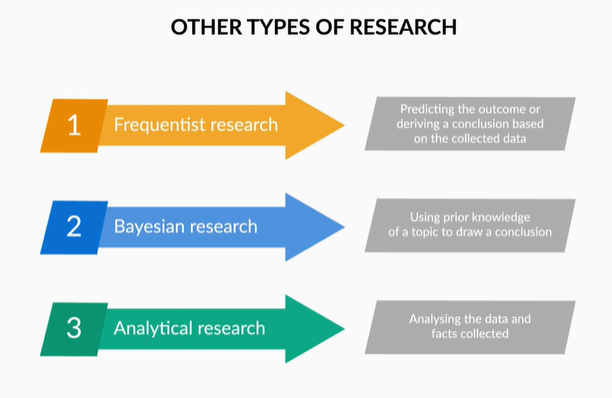 OTHER TYPES OF RESEARCH
1
Frequentist research
Predicting the outcome or
deriving a conclusion based
on the collected data
2
Bayesian research
Using prior knowledge
of a topic to draw a conclusion
3
Analytical research
Analysing the data and
facts collected